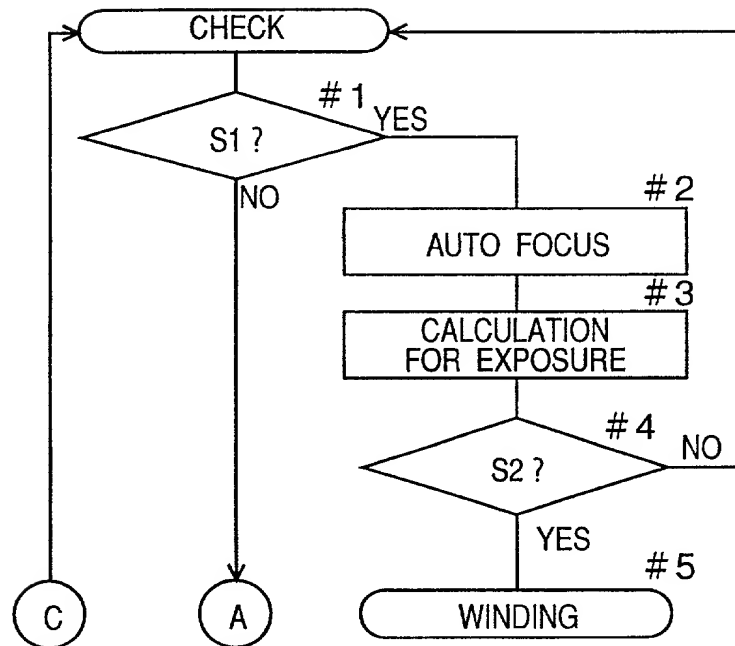 CHECK
#1
S1 ?
YES
NO
#2
AUTO FOCUS
#3
CALCULATION
FOR EXPOSURE
#4
S2 ?
NO
YES
#5
WINDING
C
A